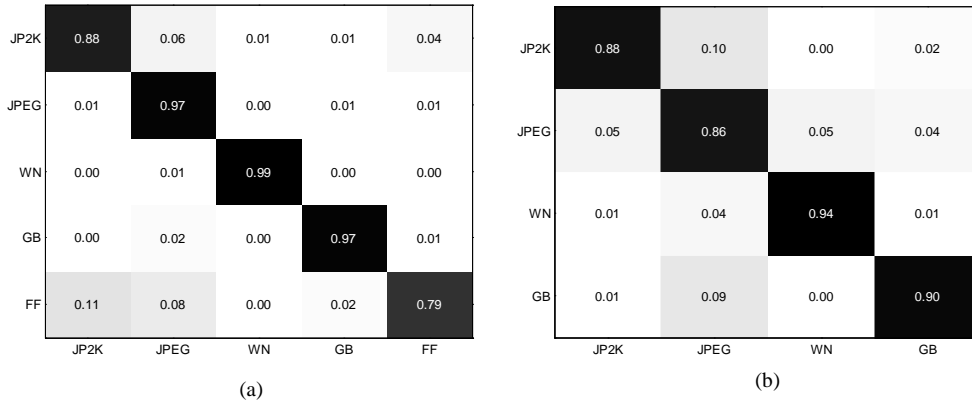 JP2K 0.88 0.06 0.01 0.01 0.04
JPEG 0.01 0.97 0.00 0.01 0.01
WN 0.00 0.01 0.99 0.00 0.00
GB 0.00 0.02 0.00 0.97 0.01
FF 0.11 0.08 0.00 0.02 0.79
JP2K JPEG WN GB FF
(a)
JP2K 0.88 0.10 0.00 0.02
JPEG 0.05 0.86 0.05 0.04
WN 0.01 0.04 0.94 0.01
GB 0.01 0.09 0.00 0.90
JP2K JPEG WN GB
(b)